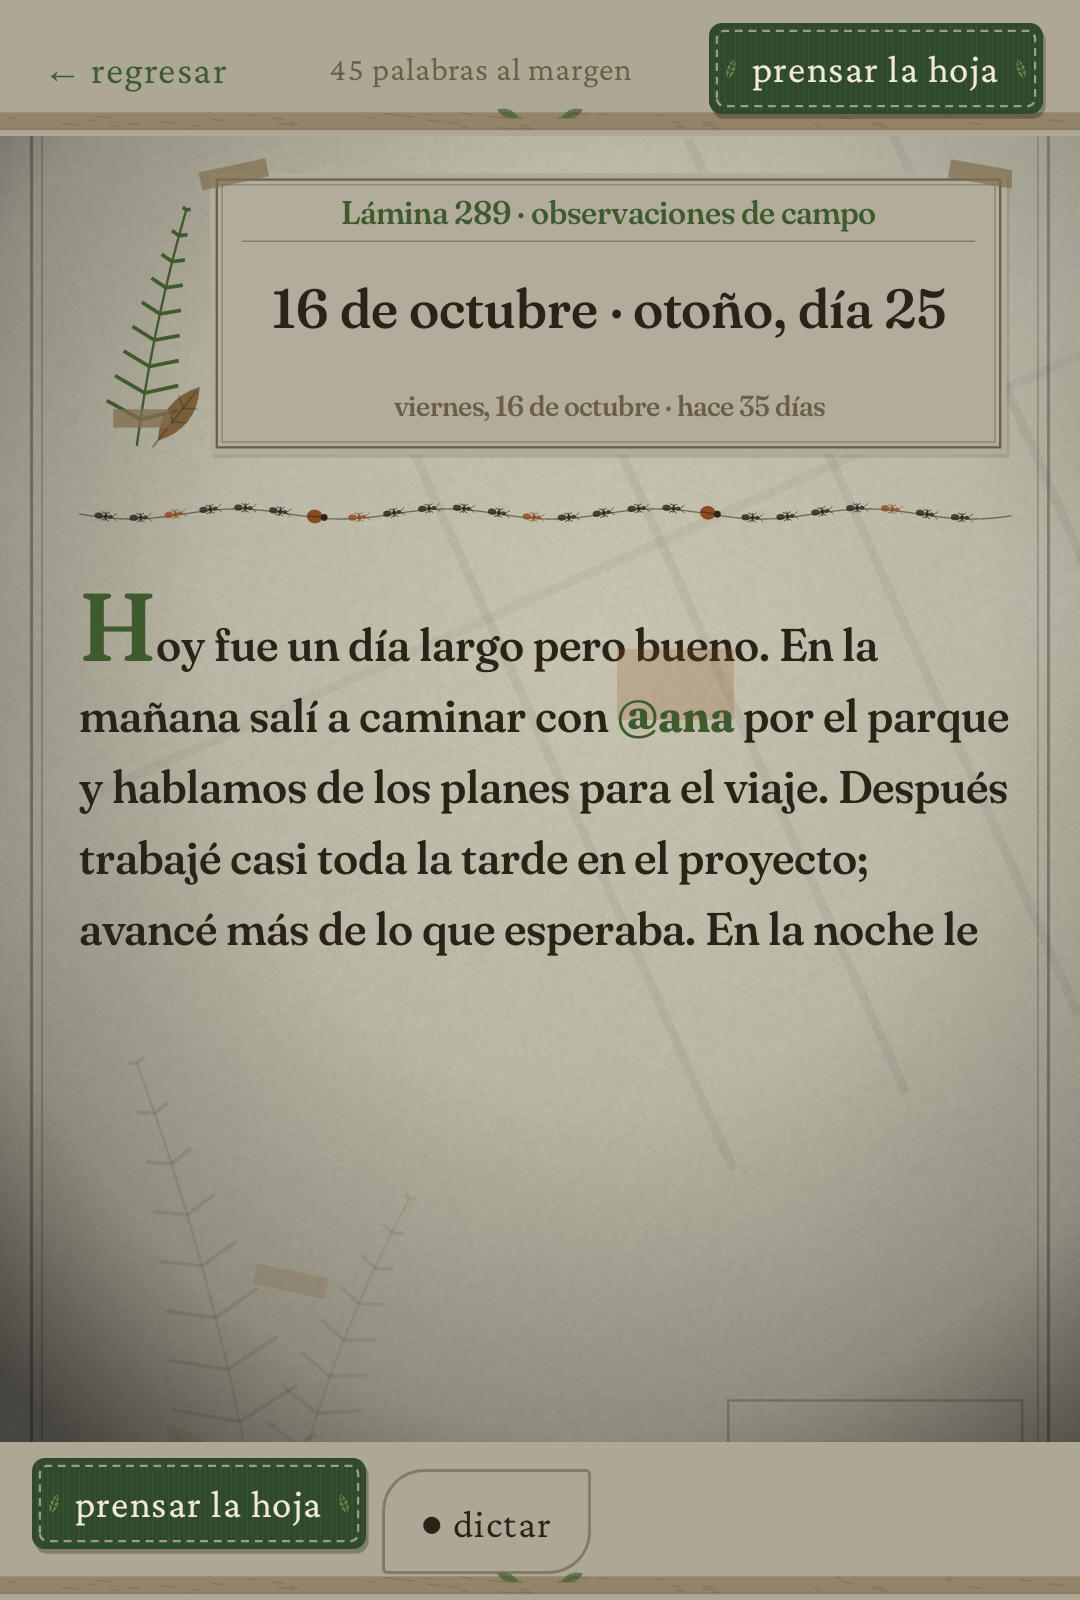 ← regresar
45 palabras al margen
prensar la hoja
Lámina 289 · observaciones de campo
16 de octubre · otoño, día 25
viernes, 16 de octubre · hace 35 días
Hoy fue un día largo pero bueno. En la
mañana salí a caminar con @ana por el parque
y hablamos de los planes para el viaje. Después
trabajé casi toda la tarde en el proyecto;
avancé más de lo que esperaba. En la noche le
prensar la hoja
● dictar